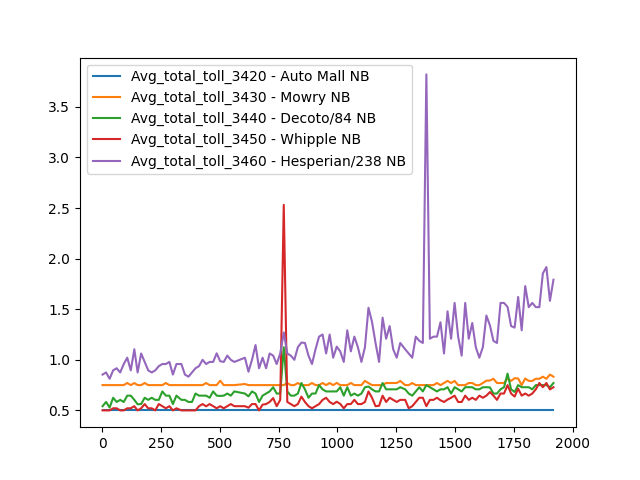 Avg_total_toll_3420 - Auto Mall NB
Avg_total_toll_3430 - Mowry NB
Avg_total_toll_3440 - Decoto/84 NB
Avg_total_toll_3450 - Whipple NB
Avg_total_toll_3460 - Hesperian/238 NB
3.5
3.0
2.5
2.0
1.5
1.0
0.5
0 250 500 750 1000 1250 1500 1750 2000